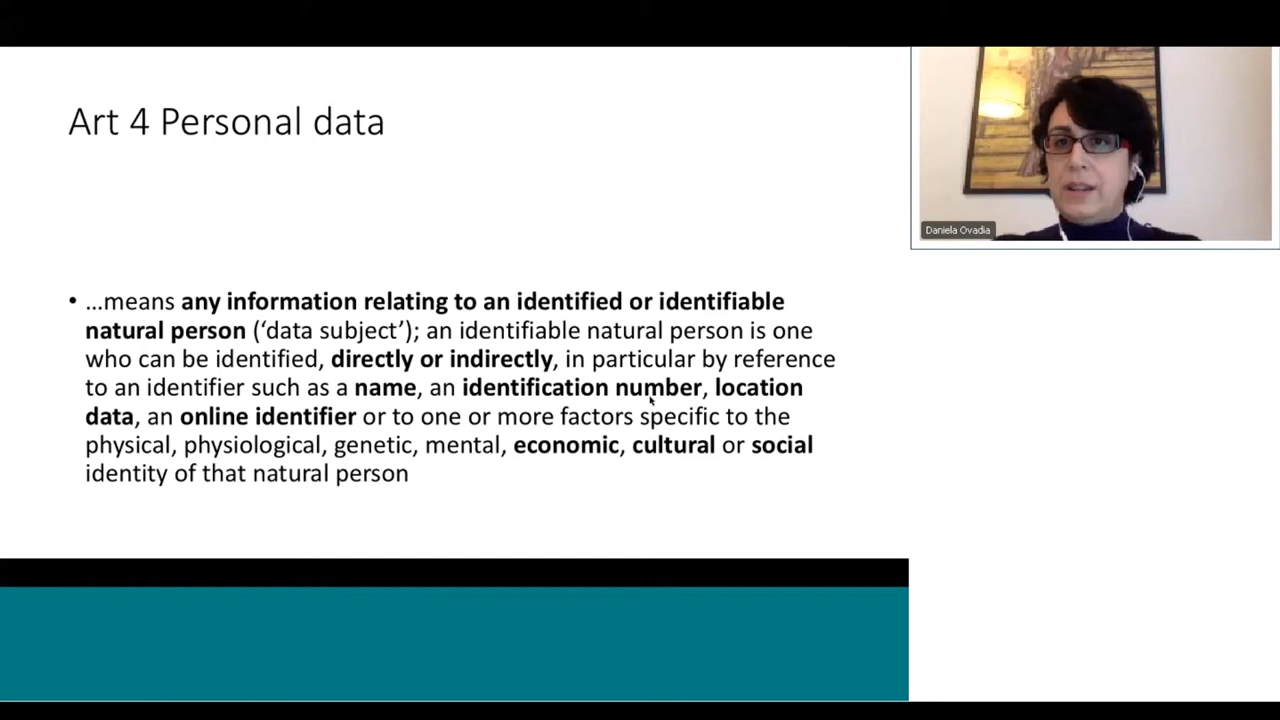 Art 4 Personal data
• …means any information relating to an identified or identifiable
natural person (‘data subject’); an identifiable natural person is one
who can be identified, directly or indirectly, in particular by reference
to an identifier such as a name, an identification number, location
data, an online identifier or to one or more factors specific to the
physical, physiological, genetic, mental, economic, cultural or social
identity of that natural person
Daniela Ovadia